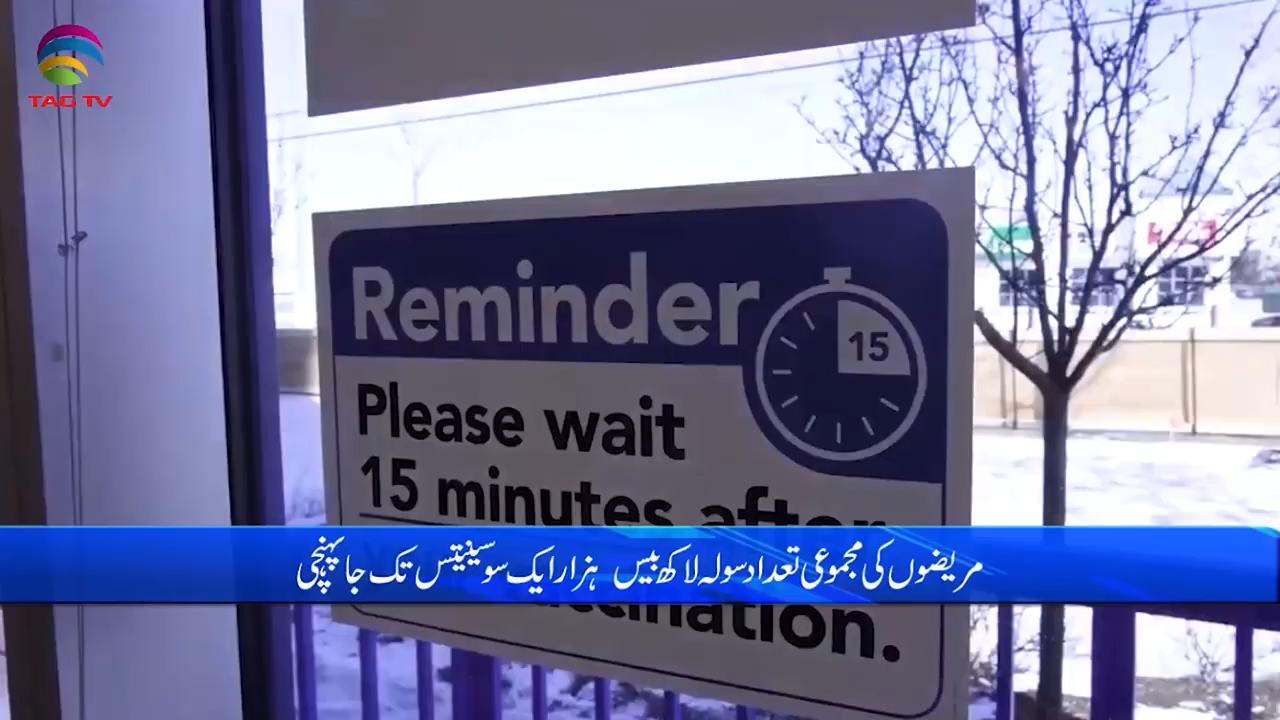 TAG TV
Reminder
15
Please wait
15 minutes after
مریضوں کی مجموعی تعداد سولہ لاکھ بیس ہزار ایک سو سینیتس تک جا پہنچی
vaccination.